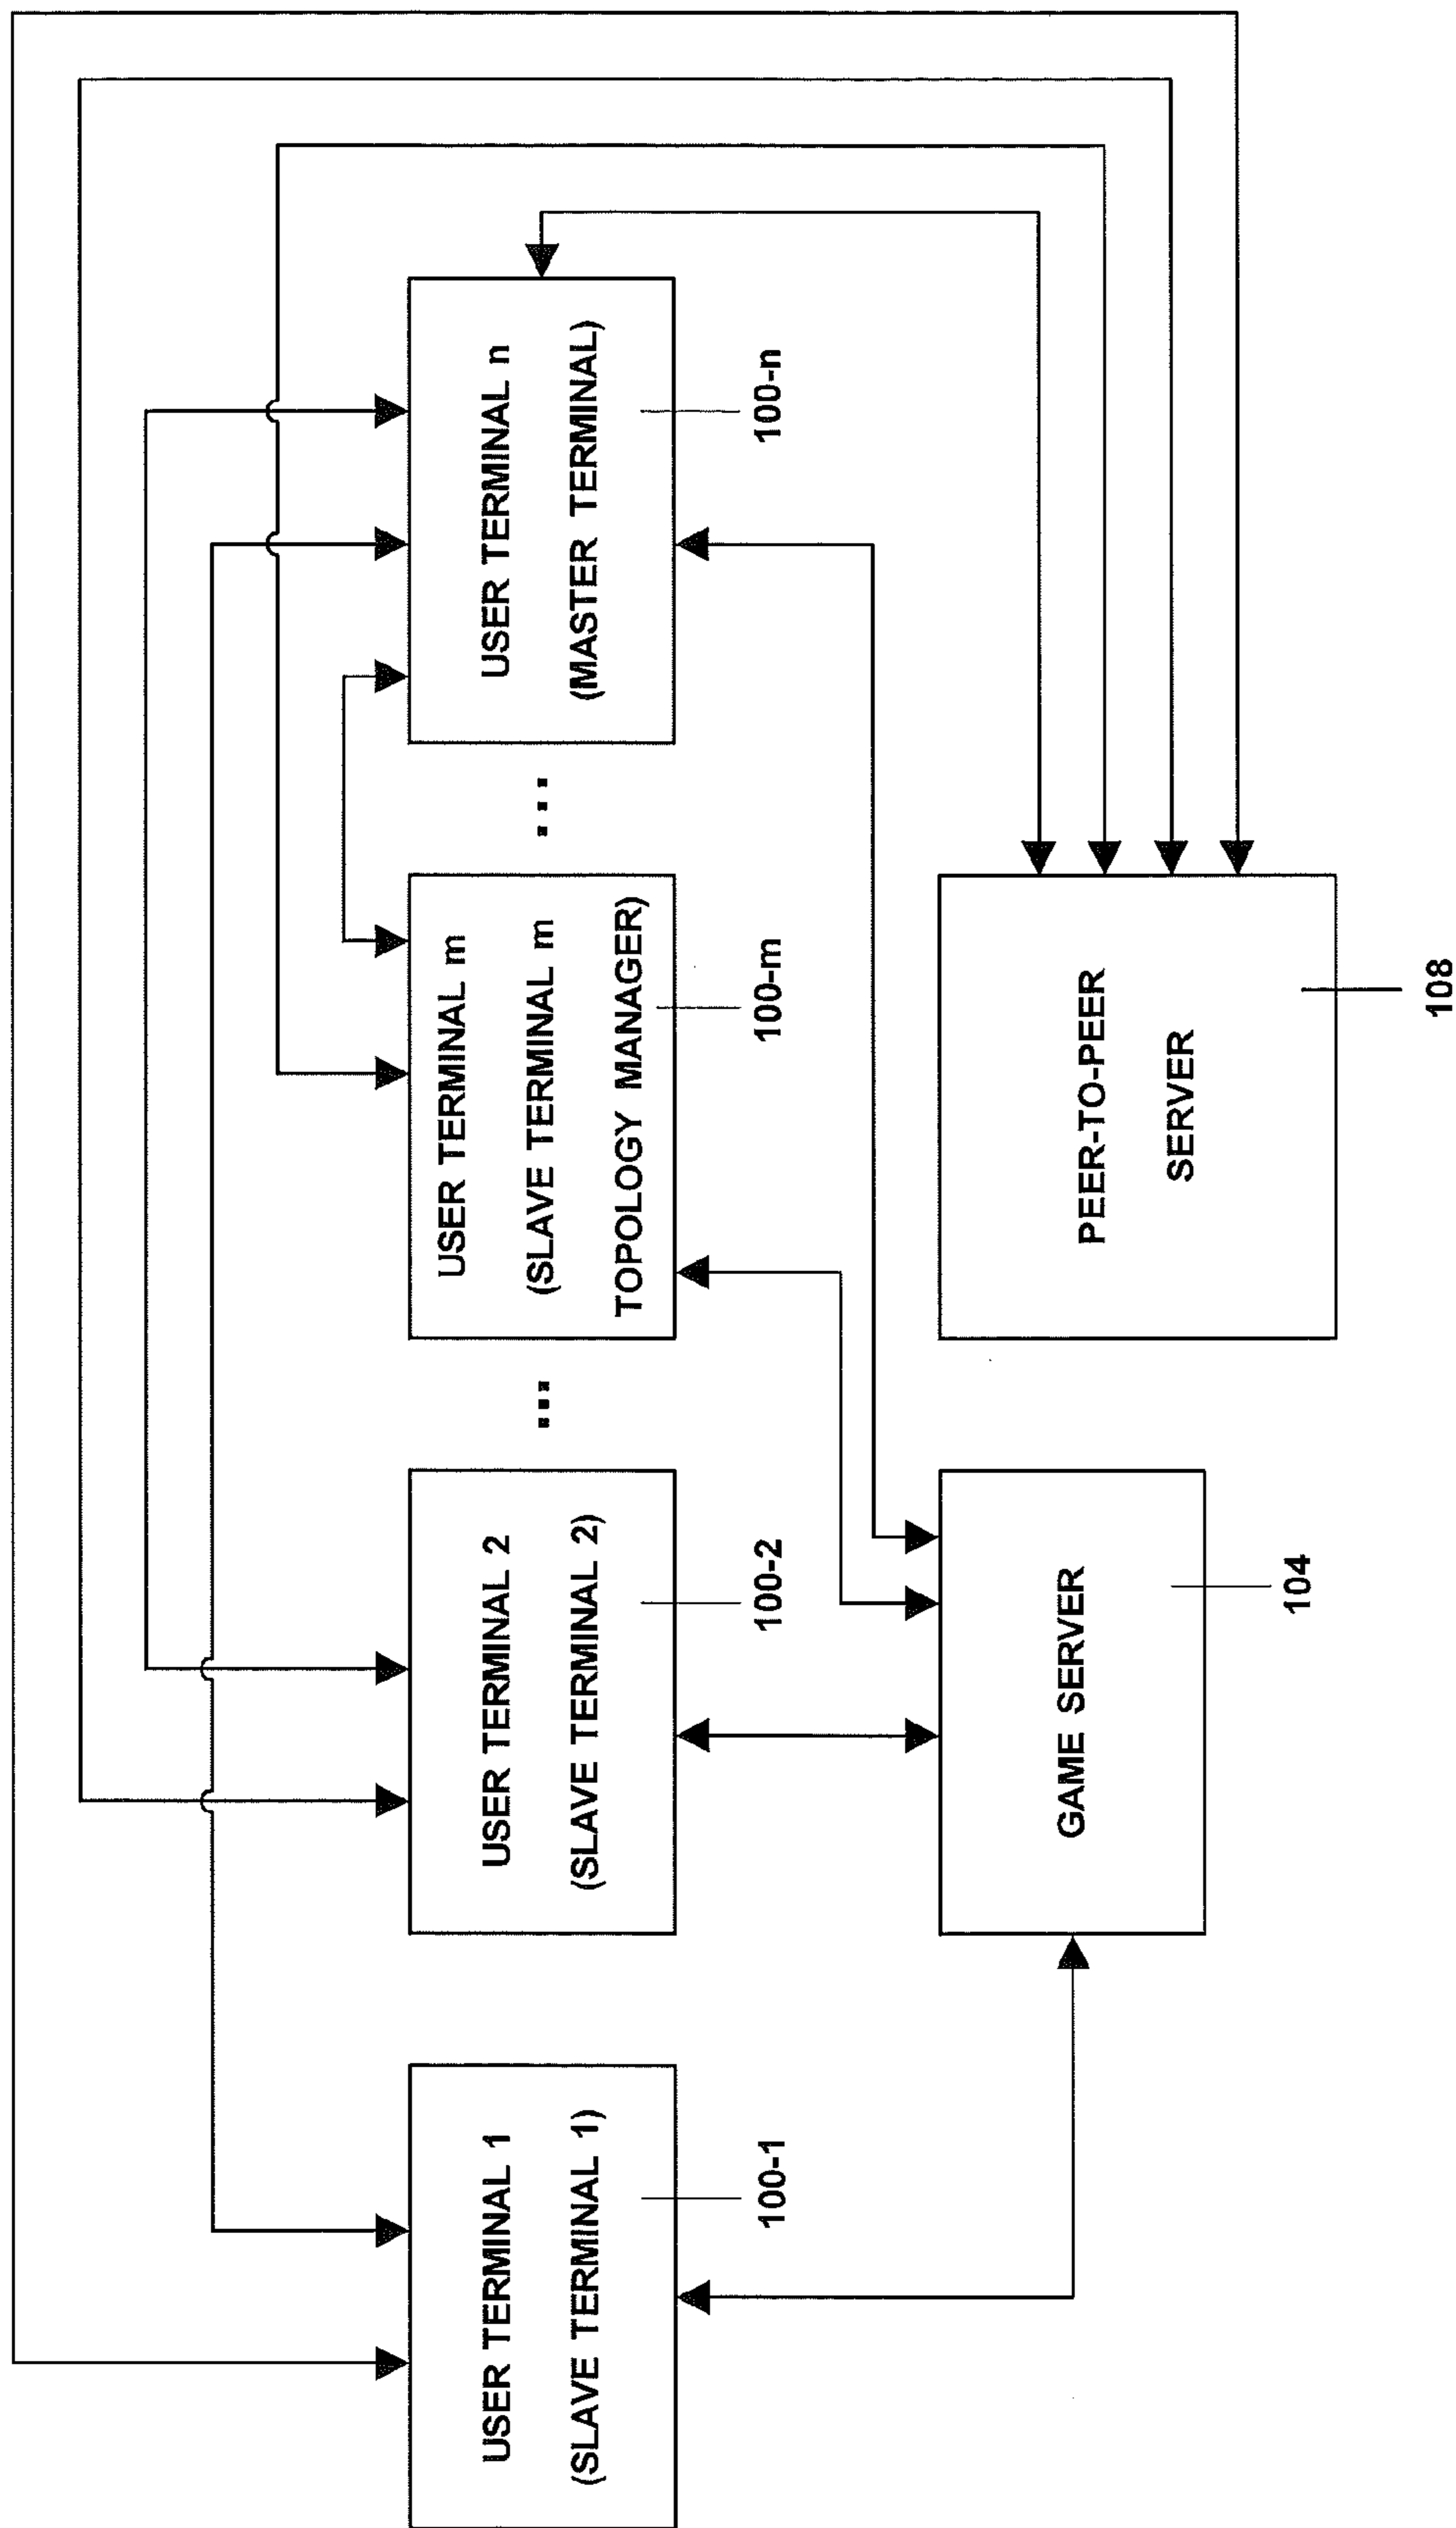 USER TERMINAL 1
(SLAVE TERMINAL 1)
100-1
USER TERMINAL 2
(SLAVE TERMINAL 2)
100-2
...
USER TERMINAL m
(SLAVE TERMINAL m
TOPOLOGY MANAGER)
100-m
...
USER TERMINAL n
(MASTER TERMINAL)
100-n
GAME SERVER
104
PEER-TO-PEER
SERVER
108